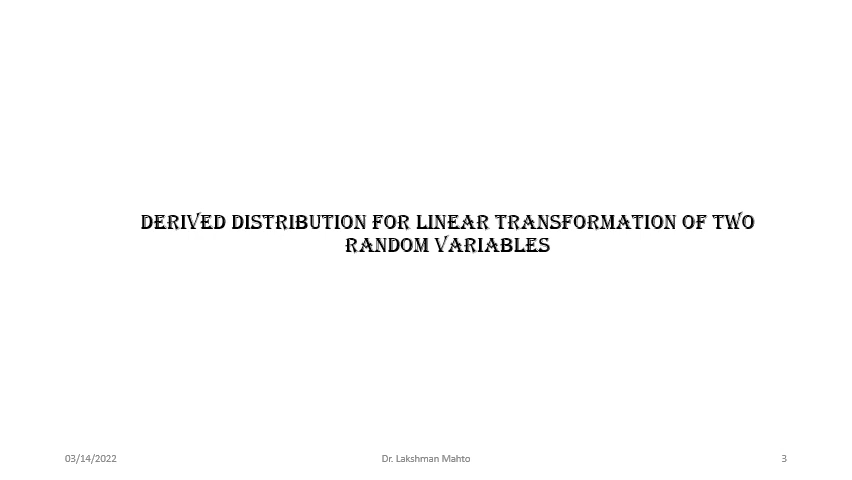 DERIVED DISTRIBUTION FOR LINEAR TRANSFORMATION OF TWO
RANDOM VARIABLES
03/14/2022
Dr. Lakshman Mahto
3